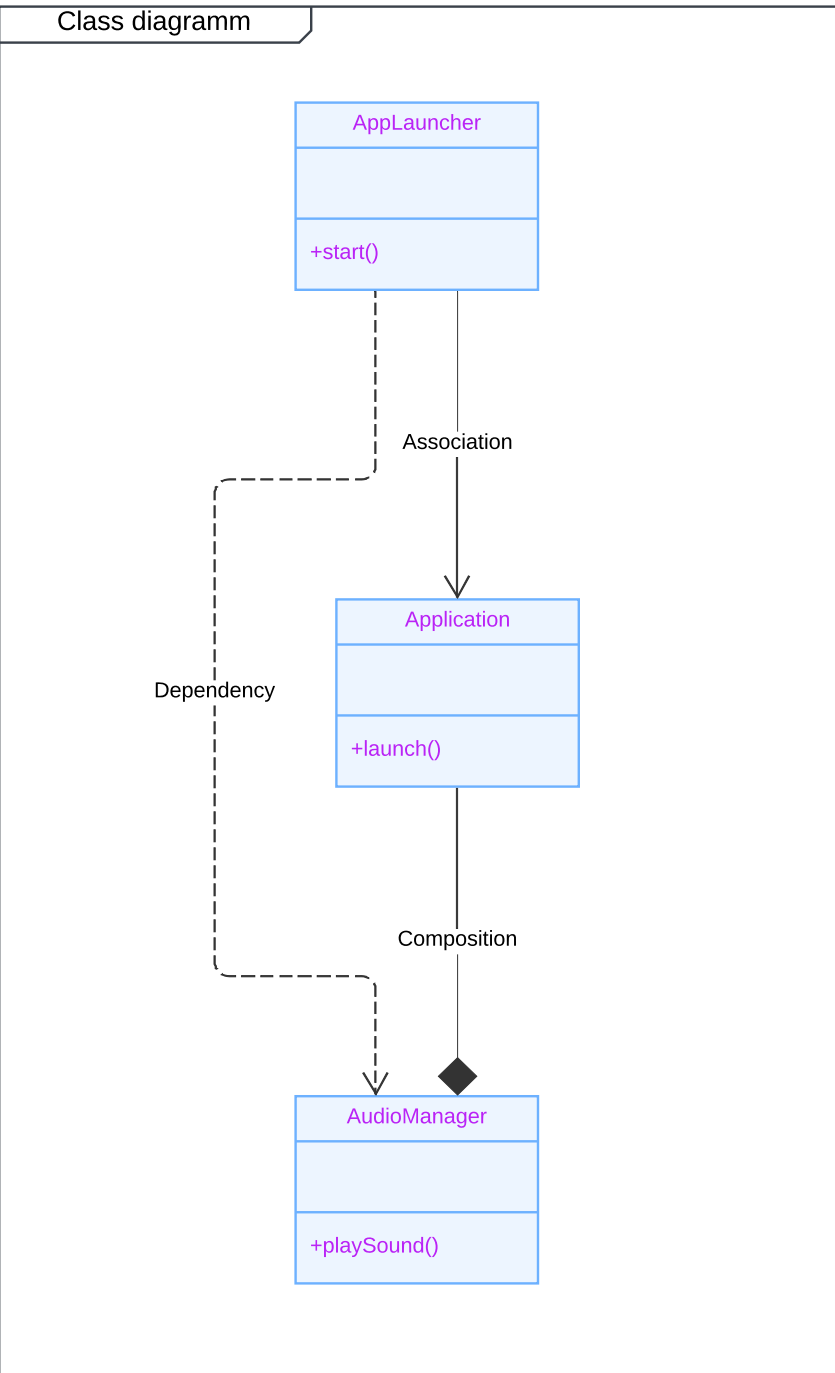 Class diagramm
AppLauncher
+start()
Association
Application
+launch()
Dependency
Composition
AudioManager
+playSound()